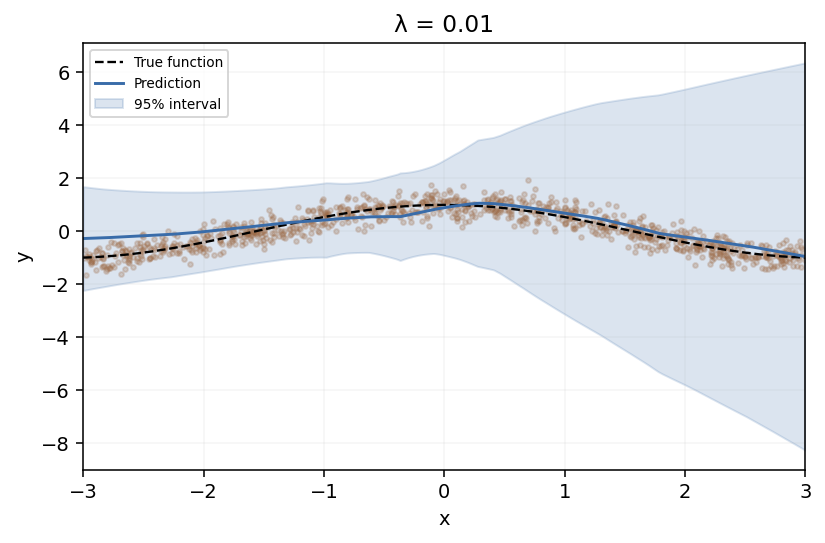 λ = 0.01
True function
Prediction
95% interval
y
6
4
2
0
−2
−4
−6
−8
−3
−2
−1
0
1
2
3
x